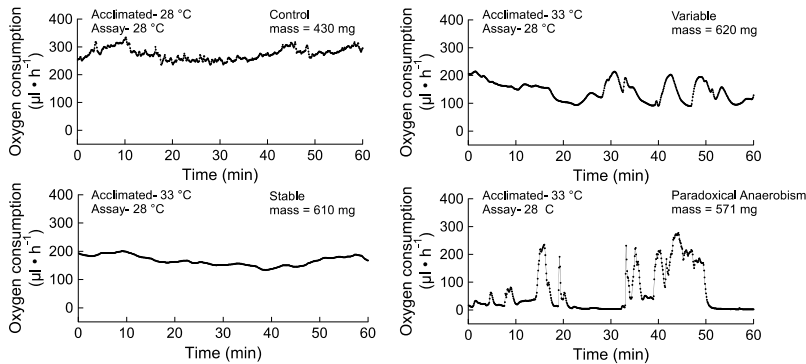 Acclimated- 28 °C
Assay- 28 °C
Control
mass = 430 mg
Oxygen consumption
(µl • h⁻¹)
400
300
200
100
0
0 10 20 30 40 50 60
Time (min)
Acclimated- 33 °C
Assay- 28 °C
Variable
mass = 620 mg
Oxygen consumption
(µl • h⁻¹)
400
300
200
100
0
0 10 20 30 40 50 60
Time (min)
Acclimated- 33 °C
Assay- 28 °C
Stable
mass = 610 mg
Oxygen consumption
(µl • h⁻¹)
400
300
200
100
0
0 10 20 30 40 50 60
Time (min)
Acclimated- 33 °C
Assay- 28 C
Paradoxical Anaerobism
mass = 571 mg
Oxygen consumption
(µl • h⁻¹)
400
300
200
100
0
0 10 20 30 40 50 60
Time (min)